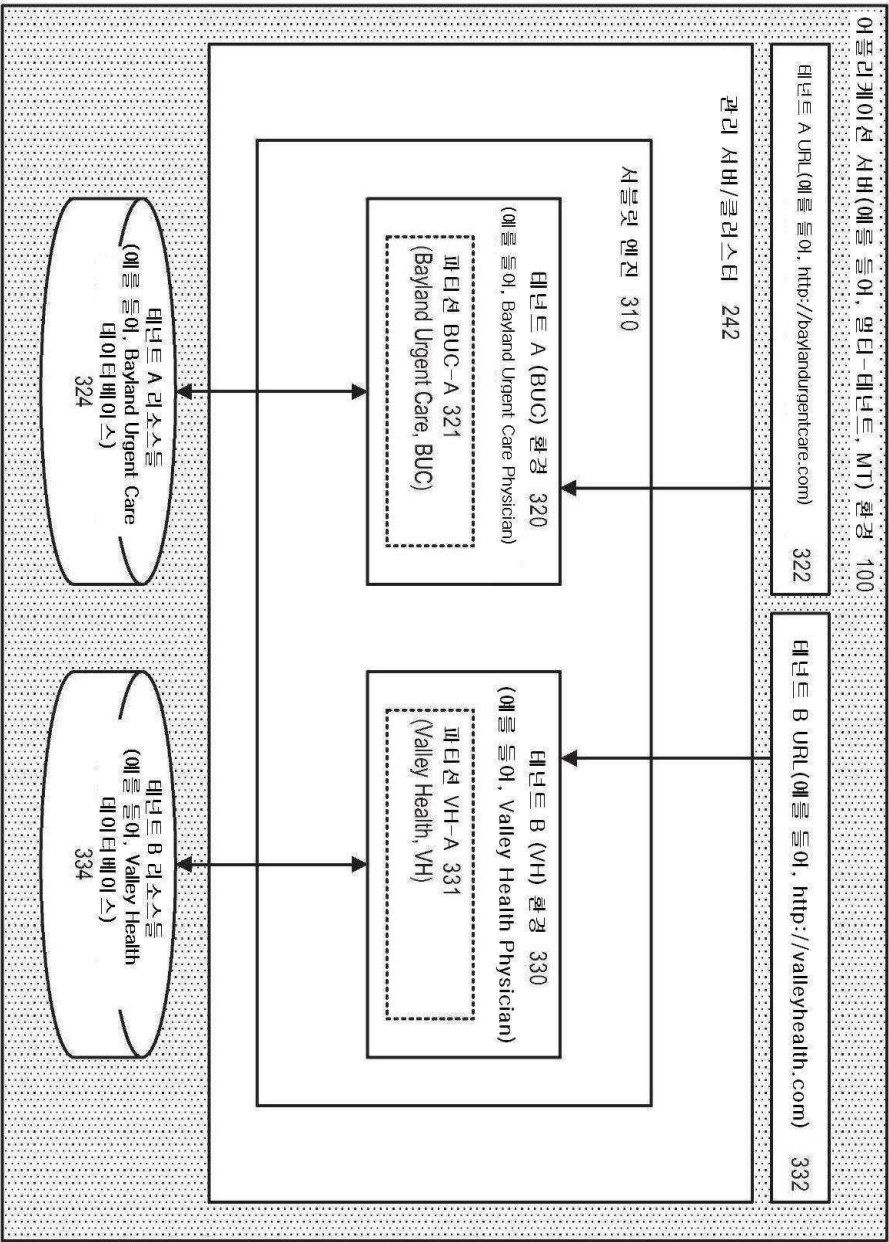 어플리케이션 서버(예를 들어, 멀티-테넌트, MT) 환경 100
테넌트 A URL(예를 들어, http://baylandurgentcare.com) 322
테넌트 B URL(예를 들어, http://valleyhealth.com) 332
관리 서버/클러스터 242
서블릿 엔진 310
테넌트 A (BUC) 환경 320
(예를 들어, Bayland Urgent Care Physician)
파티션 BUC-A 321
(Bayland Urgent Care, BUC)
테넌트 B (VH) 환경 330
(예를 들어, Valley Health Physician)
파티션 VH-A 331
(Valley Health, VH)
테넌트 A 리소스들
(예를 들어, Bayland Urgent Care
데이터베이스)
324
테넌트 B 리소스들
(예를 들어, Valley Health
데이터베이스)
334